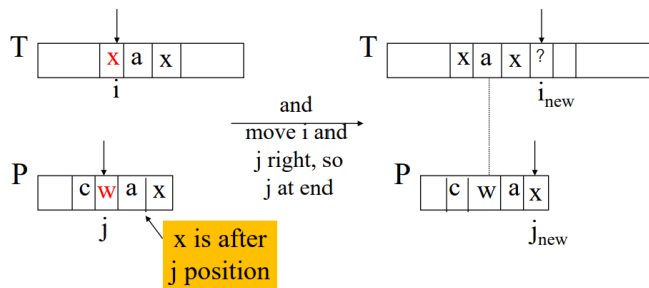 T
x a x
i
P
c w a x
j
x is after
j position
and
move i and
j right, so
j at end
T
x a x ?
i new
P
c w a x
j new